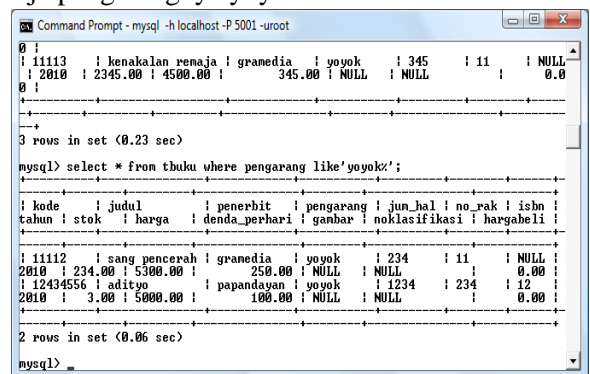 Command Prompt - mysql -h localhost -P 5001 -uroot
0 |
| 11113 | kenakalan remaja | gramedia | yoyok | 345 | 11 | NULL
| 2010 | 2345.00 | 4500.00 | 345.00 | NULL | NULL | 0.0
0 |
3 rows in set (0.23 sec)
mysql> select * from tbuku where pengarang like'yoyok%';
| kode | judul | penerbit | pengarang | jum_hal | no_rak | isbn |
tahun | stok | harga | denda_perhari | gambar | noklasifikasi | hargabeli |
| 11112 | sang pencerah | gramedia | yoyok | 234 | 11 | NULL |
2010 | 234.00 | 5300.00 | 250.00 | NULL | NULL | 0.00 |
| 12434556 | adityo | papandayan | yoyok | 1234 | 234 | 12 |
2010 | 3.00 | 5000.00 | 100.00 | NULL | NULL | 0.00 |
2 rows in set (0.06 sec)
mysql> _